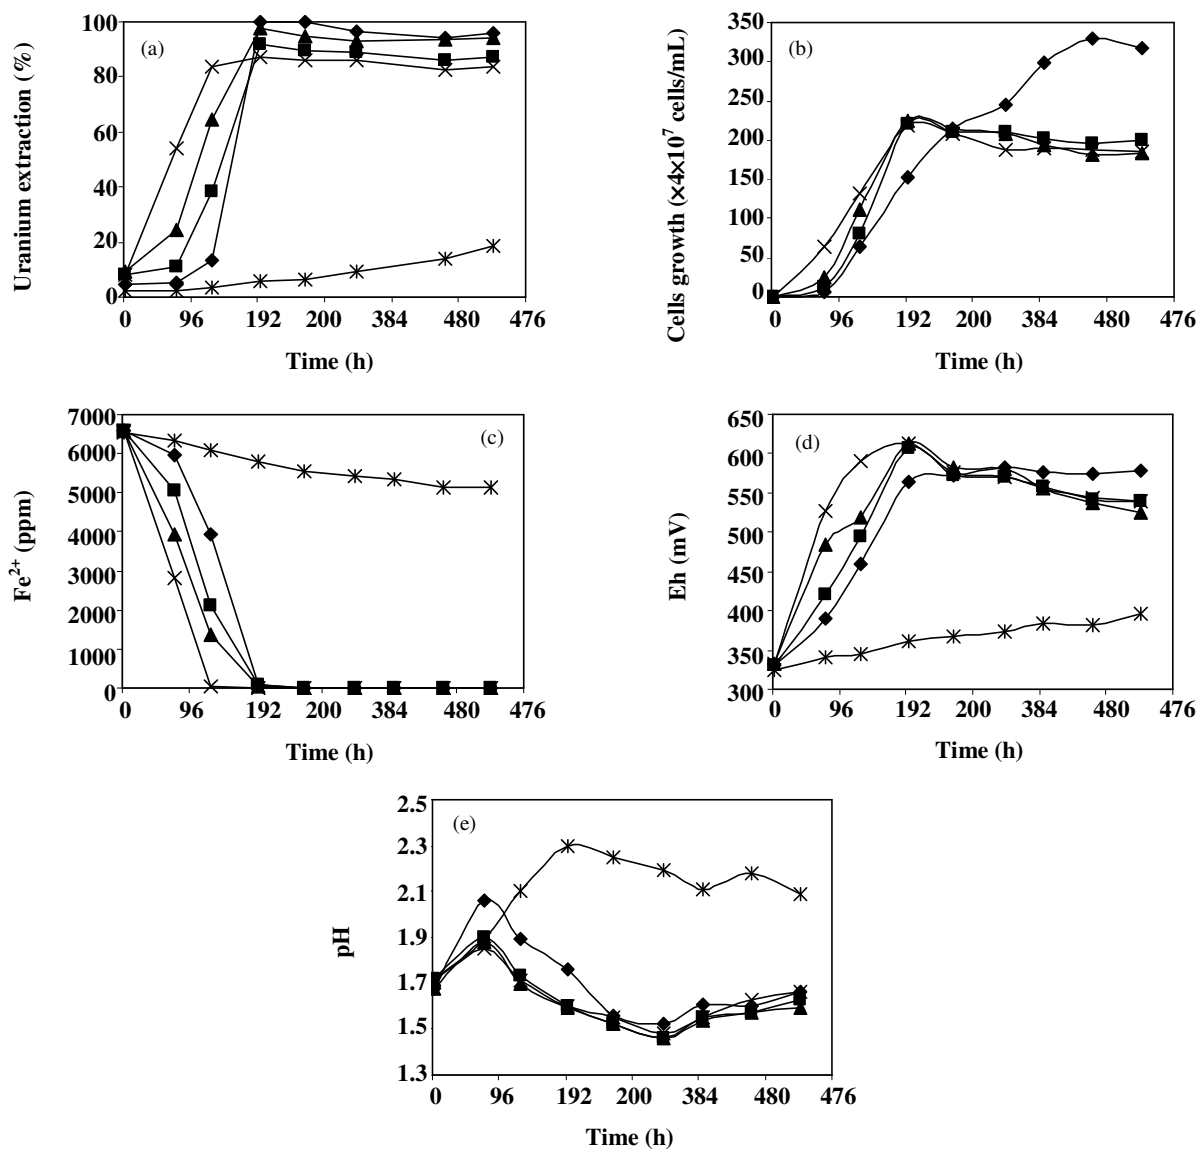 100
80
60
40
20
0
(a)
Uranium extraction (%)
0 96 192 200 384 480 476
Time (h)
350
300
250
200
150
100
50
0
(b)
Cells growth (×4×10⁷ cells/mL)
0 96 192 200 384 480 476
Time (h)
7000
6000
5000
4000
3000
2000
1000
0
(c)
Fe²⁺ (ppm)
0 96 192 200 384 480 476
Time (h)
650
600
550
500
450
400
350
300
(d)
Eh (mV)
0 96 192 200 384 480 476
Time (h)
2.5
2.3
2.1
1.9
1.7
1.5
1.3
(e)
pH
0 96 192 200 384 480 476
Time (h)